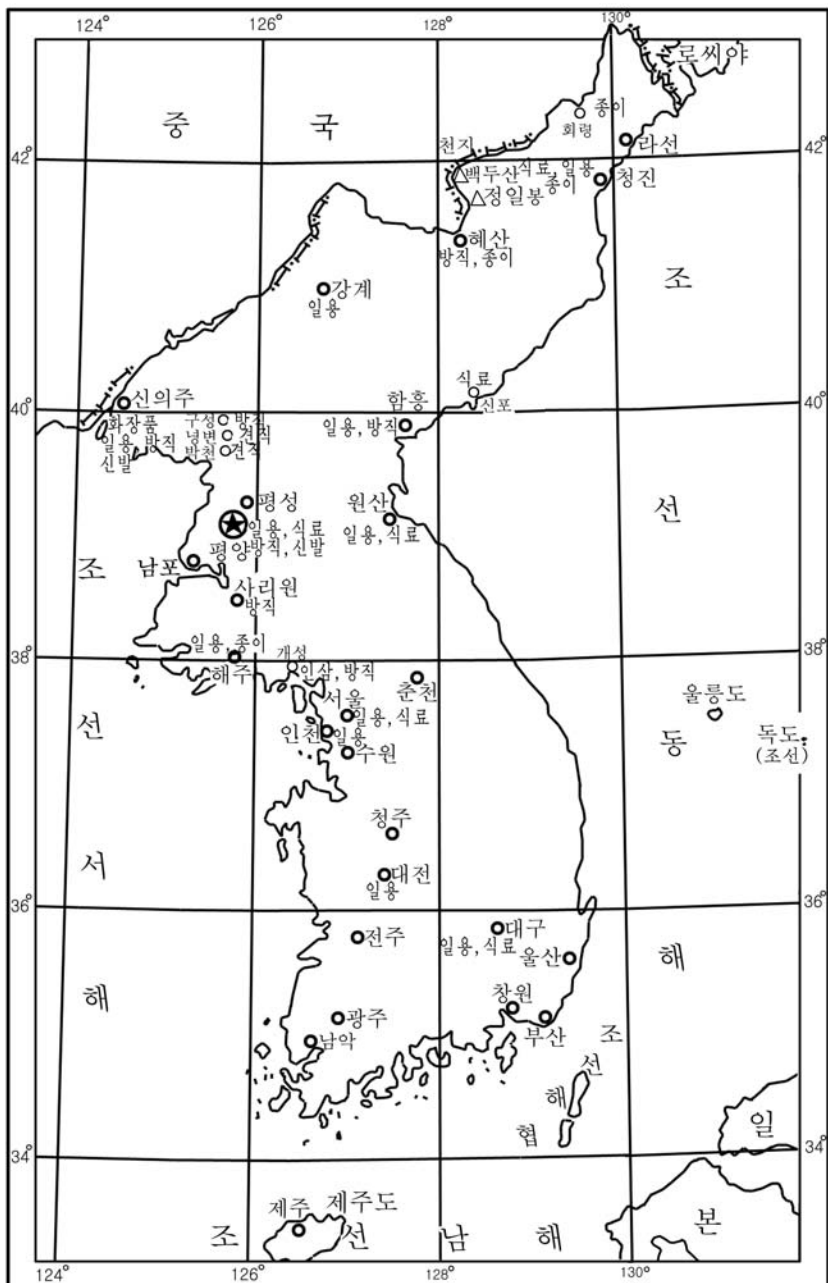 124° 126° 128° 130°
로씨야
종이
회령
중 국
천지
라선
42° 42°
백두산 식료, 일용
종이
청진
정일봉
혜산
방직, 종이
강계
일용
조
식료
신포
신의주
함흥
40° 40°
화장품
일용, 방직
신발
구성 방직
녕변 견직
박천 견직
일용, 방직
평성
원산
선
일용, 식료
일용, 식료
평양 방직, 신발
조
남포
사리원
방직
일용, 종이
개성
38° 38°
해주
인삼, 방직
춘천
울릉도
서울
일용, 식료
선
인천 일용
수원
동
독도
(조선)
청주
서
대전
일용
36° 36°
대구
일용, 식료
전주
울산
해
해
창원
광주
부산
조
남악
선
해
협
일
34° 34°
제주 제주도
조 선 남 해
본
124° 126° 128° 130°